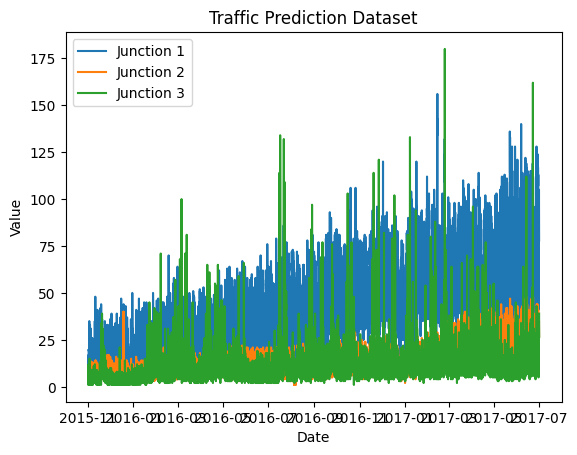 Traffic Prediction Dataset
Junction 1
Junction 2
Junction 3
175
150
125
100
75
50
25
0
Value
2015-11 2016-01 2016-03 2016-05 2016-07 2016-09 2016-11 2017-01 2017-03 2017-05 2017-07
Date